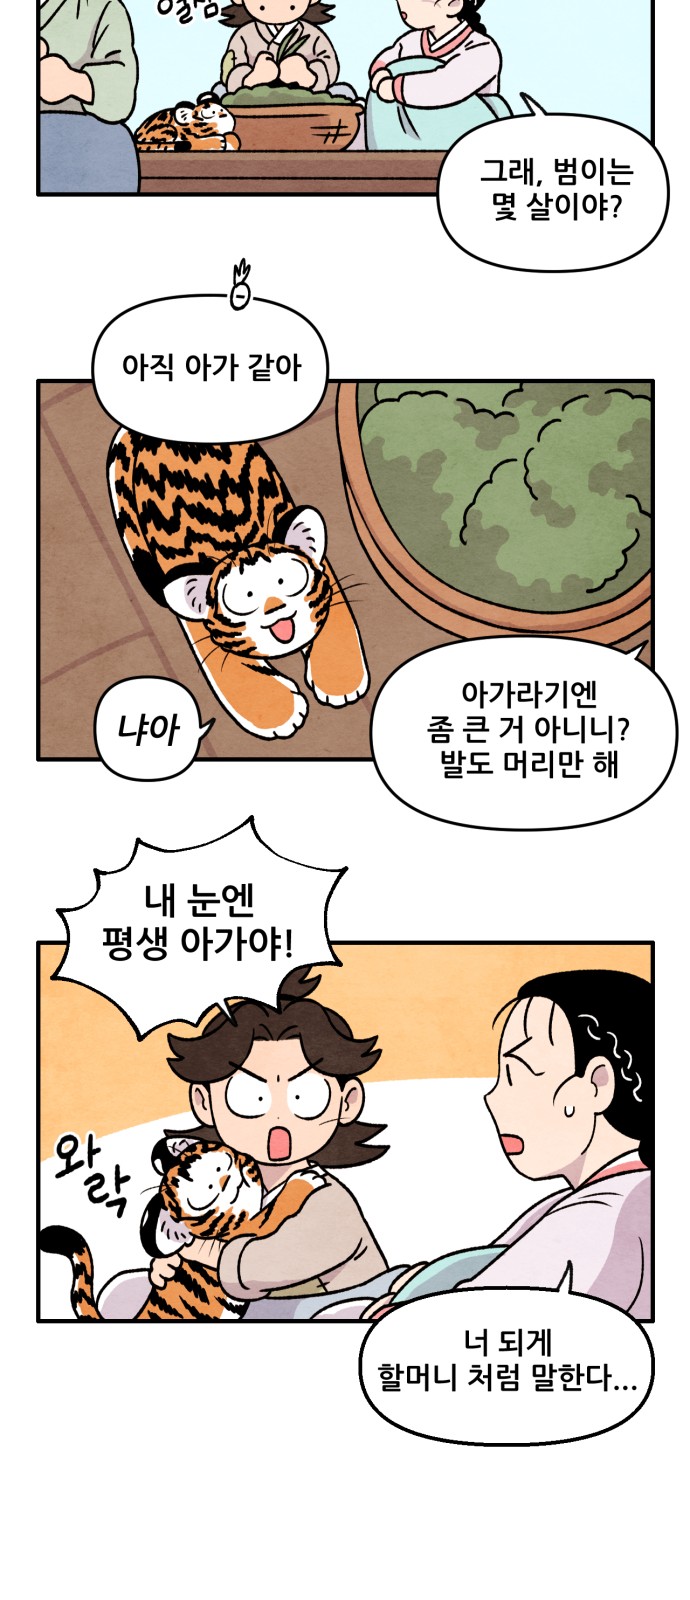 열심
그래, 범이는
몇 살이야?
아직 아가 같아
냐아
아가라기엔
좀 큰 거 아니니?
발도 머리만 해
내 눈엔
평생 아가야!
와
락
너 되게
할머니 처럼 말한다...